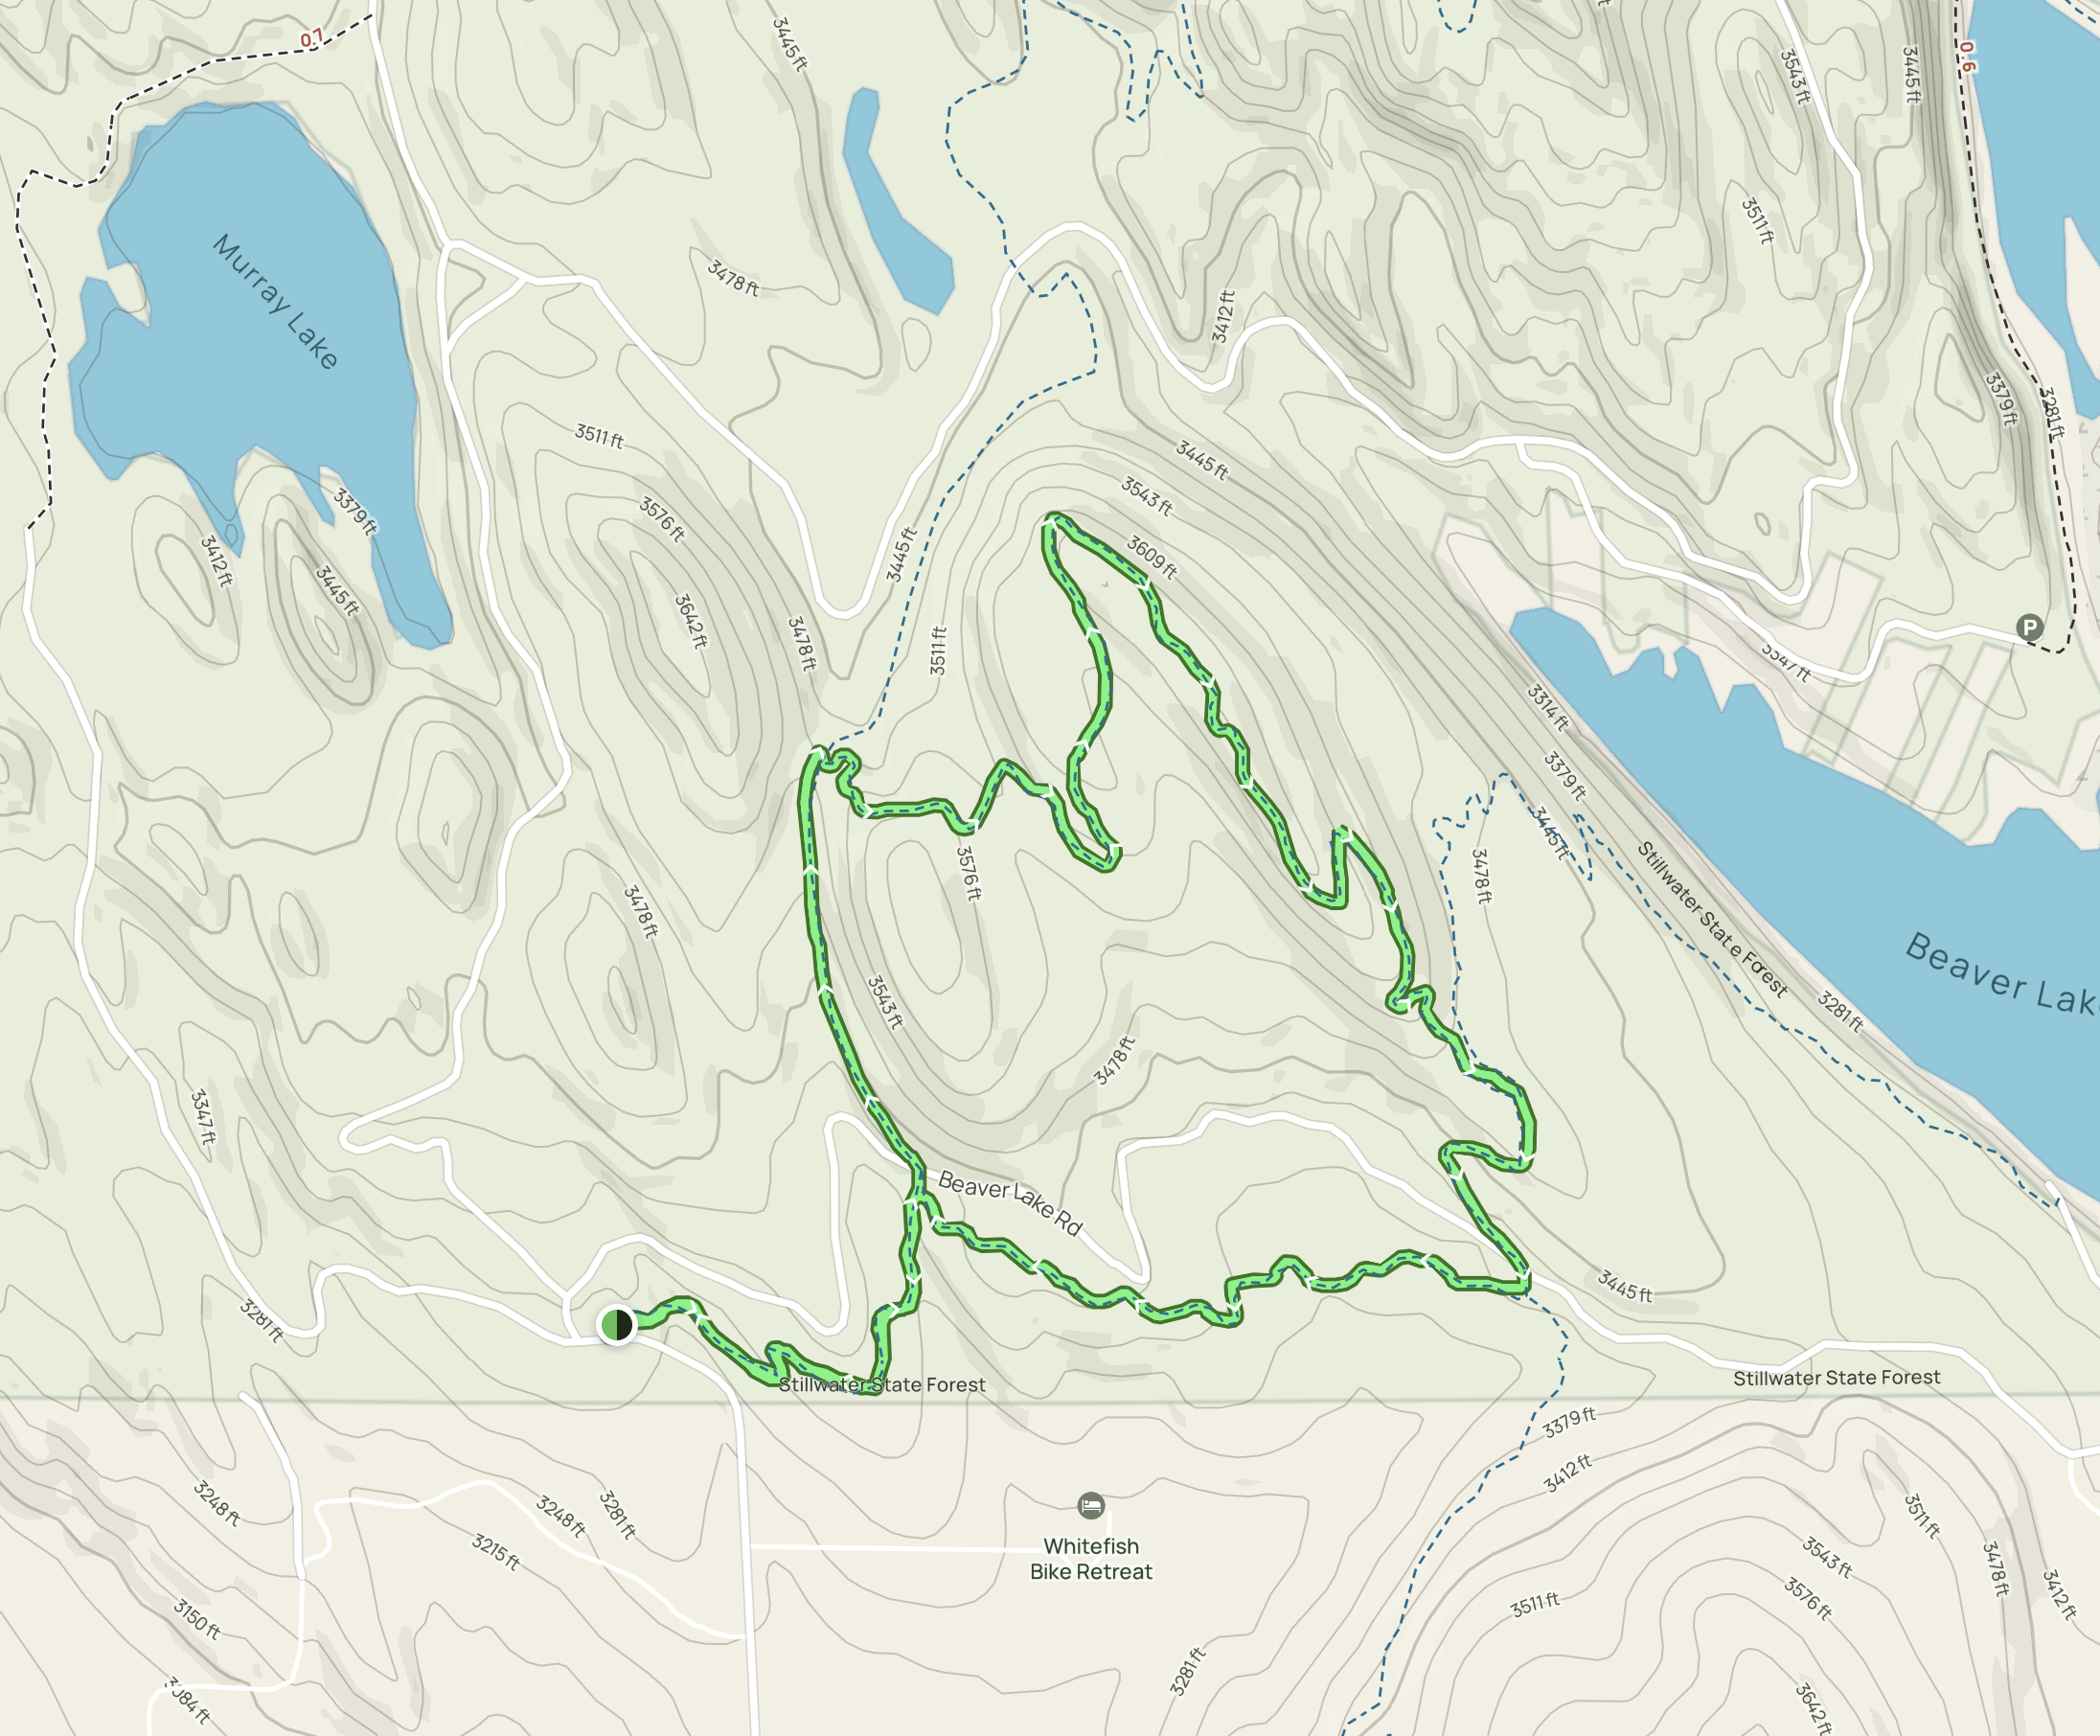 0.7
3445 ft
3543 ft
3445 ft
0.6
3511 ft
Murray Lake
3478 ft
3412 ft
3379 ft
3281 ft
3511 ft
3445 ft
3543 ft
3576 ft
3379 ft
3445 ft
3609 ft
3412 ft
3445 ft
3642 ft
3478 ft
3511 ft
P
3347 ft
3314 ft
3379 ft
3445 ft
3478 ft
3576 ft
3478 ft
Stillwater State Forest
Beaver Lak
3543 ft
3281 ft
3478 ft
3347 ft
Beaver Lake Rd
3445 ft
3281 ft
Stillwater State Forest
Stillwater State Forest
3379 ft
3412 ft
3248 ft
3248 ft
3281 ft
3215 ft
Whitefish
Bike Retreat
3511 ft
3543 ft
3478 ft
3576 ft
3412 ft
3511 ft
3150 ft
3281 ft
3084 ft
3642 ft